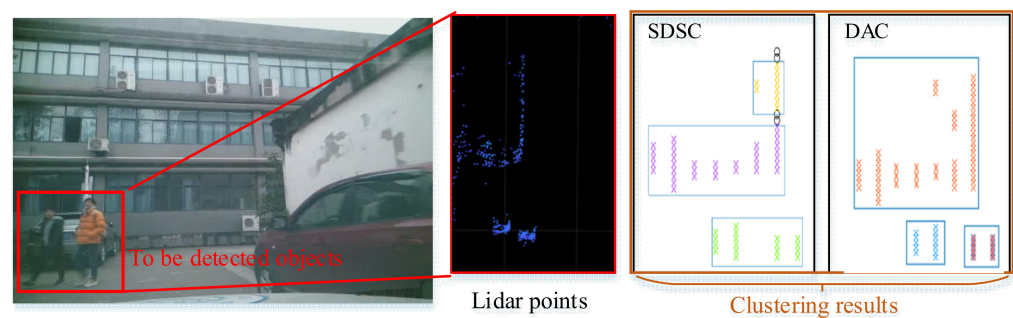 SDSC
DAC
To be detected objects
Lidar points
Clustering results